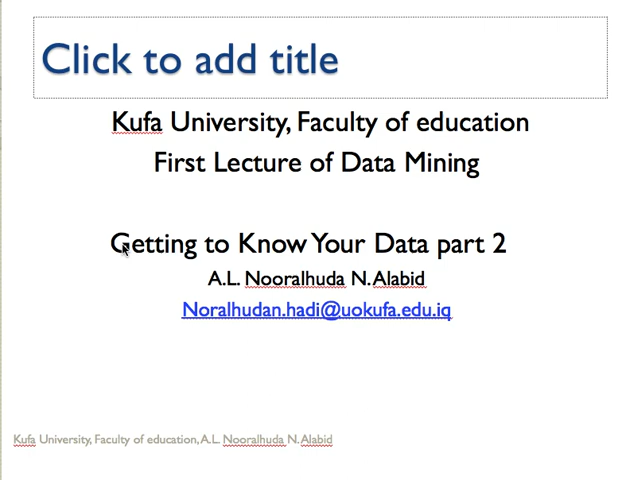 Click to add title
Kufa University, Faculty of education
First Lecture of Data Mining
Getting to Know Your Data part 2
A.L. Nooralhuda N. Alabid
Noralhudan.hadi@uokufa.edu.iq
Kufa University, Faculty of education, A.L. Nooralhuda N. Alabid